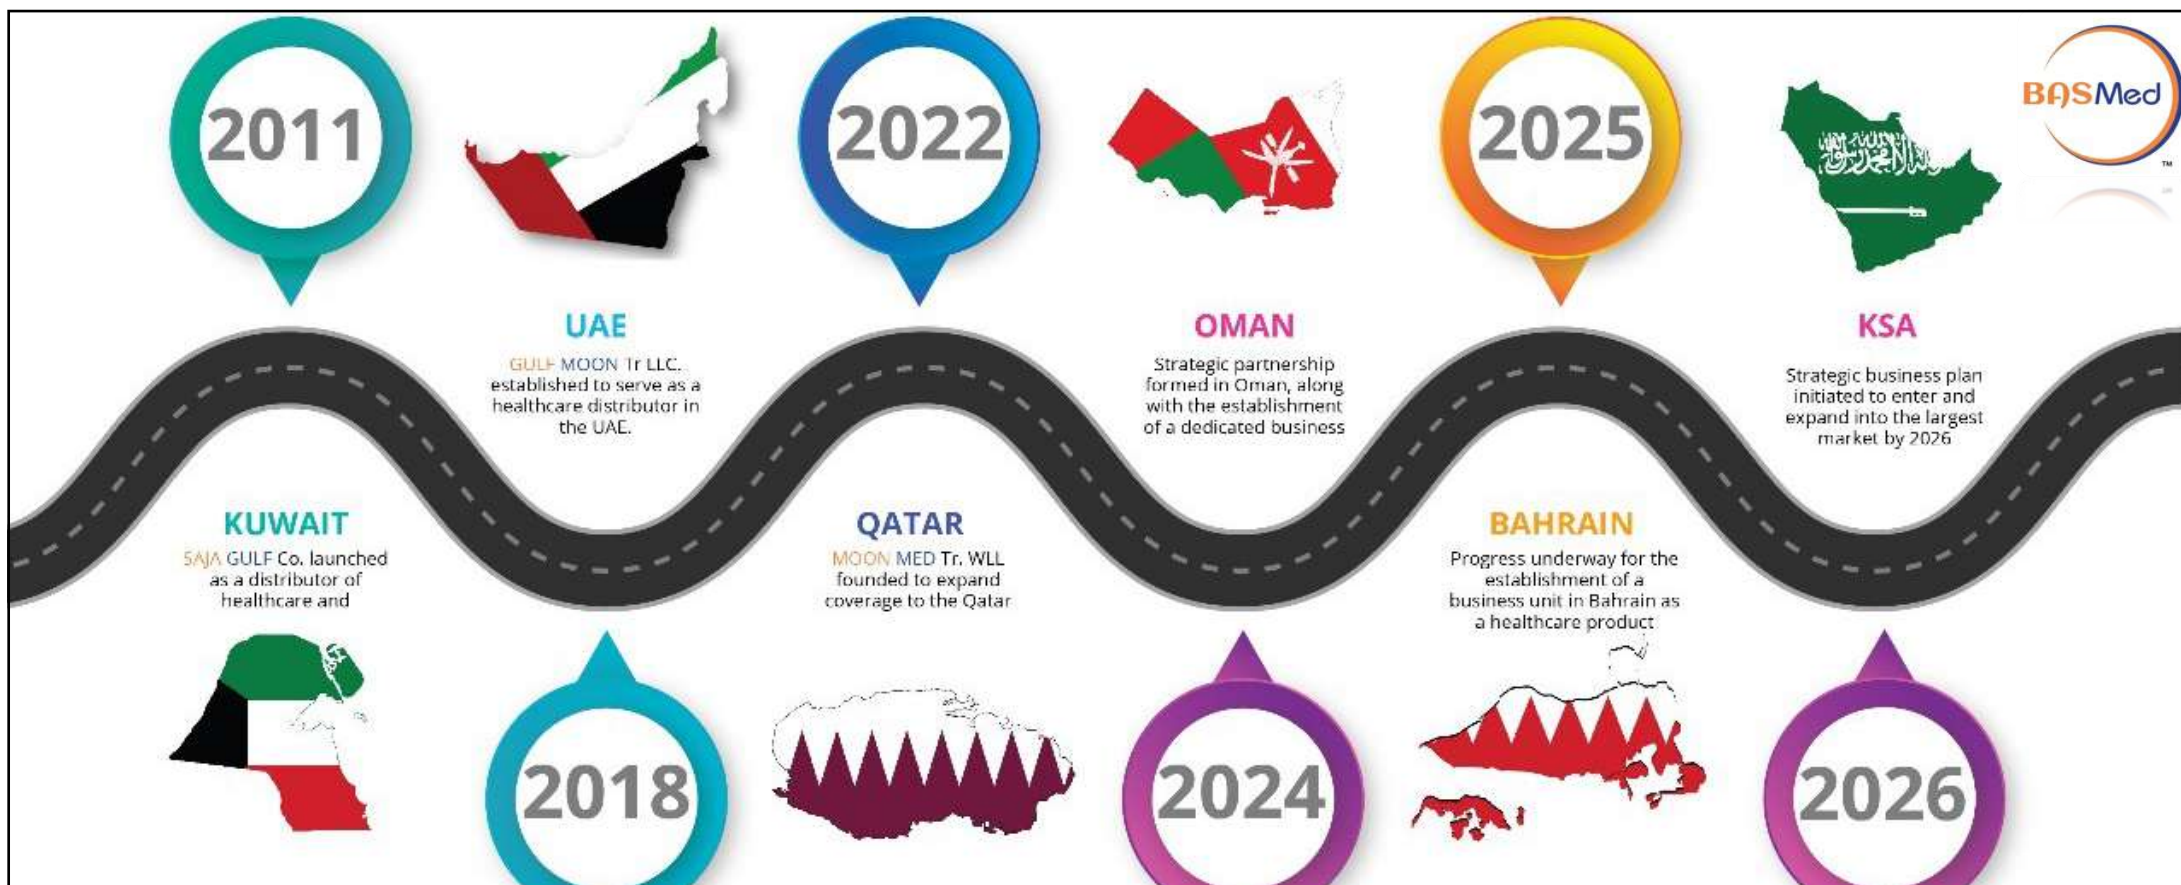 2011
KUWAIT
SAJA GULF Co. launched
as a distributor of
healthcare and
UAE
GULF MOON Tr LLC.
established to serve as a
healthcare distributor in
the UAE.
2018
2022
QATAR
MOON MED Tr. WLL
founded to expand
coverage to the Qatar
OMAN
Strategic partnership
formed in Oman, along
with the establishment
of a dedicated business
2024
2025
BAHRAIN
Progress underway for the
establishment of a
business unit in Bahrain as
a healthcare product
KSA
Strategic business plan
initiated to enter and
expand into the largest
market by 2026
2026
BASMed
TM